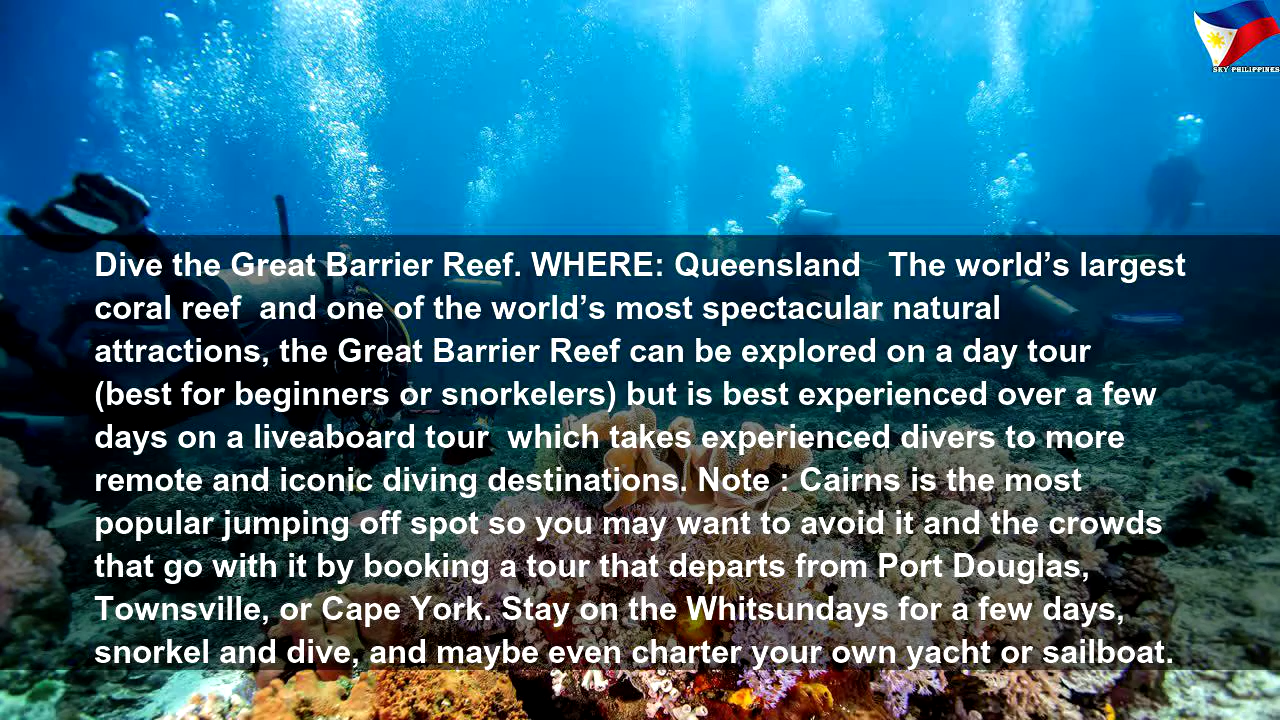 SKY PHILIPPINES
Dive the Great Barrier Reef. WHERE: Queensland   The world’s largest
coral reef  and one of the world’s most spectacular natural
attractions, the Great Barrier Reef can be explored on a day tour
(best for beginners or snorkelers) but is best experienced over a few
days on a liveaboard tour  which takes experienced divers to more
remote and iconic diving destinations. Note : Cairns is the most
popular jumping off spot so you may want to avoid it and the crowds
that go with it by booking a tour that departs from Port Douglas,
Townsville, or Cape York. Stay on the Whitsundays for a few days,
snorkel and dive, and maybe even charter your own yacht or sailboat.